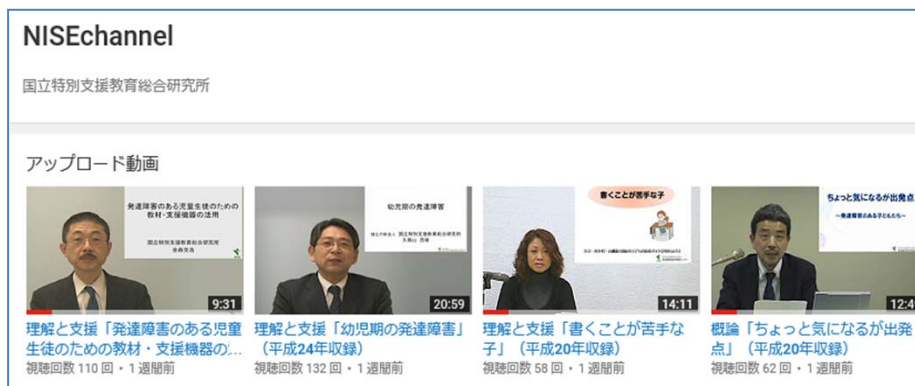 NISEchannel
国立特別支援教育総合研究所
アップロード動画
発達障害のある児童生徒のための
教材・支援機器の活用
国立特別支援教育総合研究所
9:31
理解と支援「発達障害のある児童
生徒のための教材・支援機器の...
視聴回数 110 回・1 週間前
幼児期の発達障害
20:59
理解と支援「幼児期の発達障害」
（平成24年収録）
視聴回数 132 回・1 週間前
書くことが苦手な子
14:11
理解と支援「書くことが苦手な
子」（平成20年収録）
視聴回数 58 回・1 週間前
ちょっと気になるが出発点
～発達障害のある子どもたち～
12:4
概論「ちょっと気になるが出発
点」（平成20年収録）
視聴回数 62 回・1 週間前